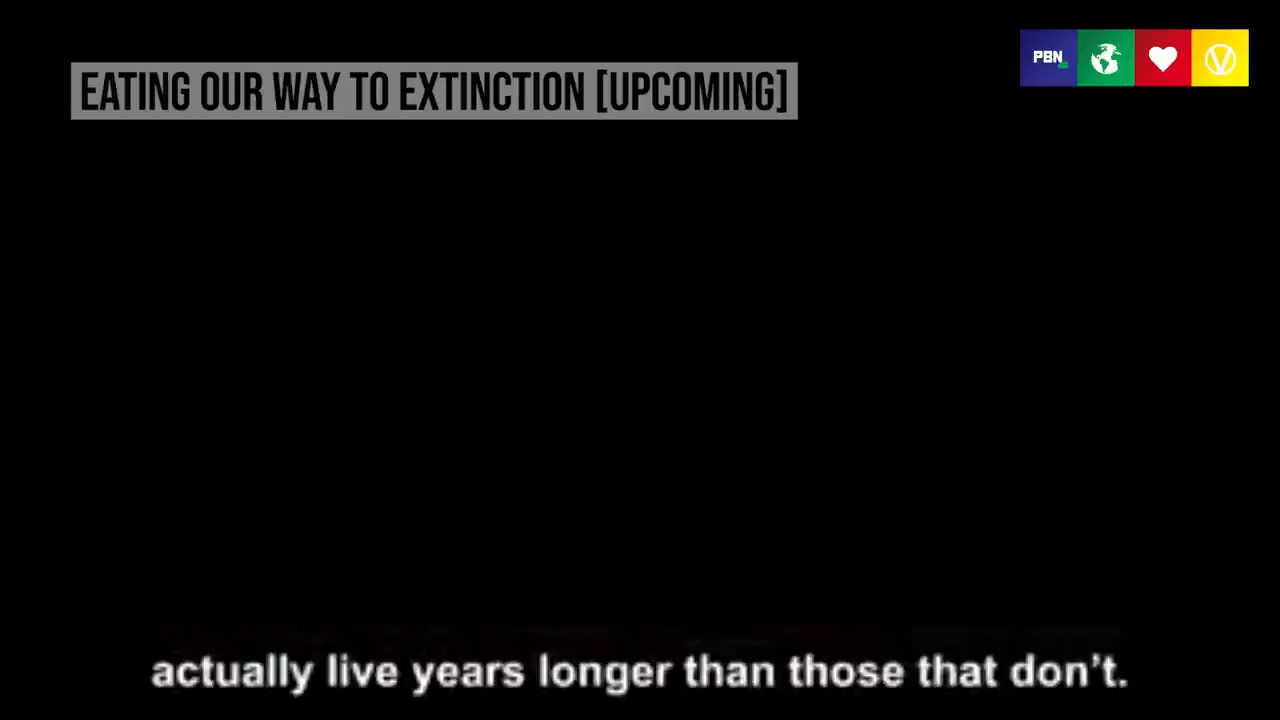 PBN
EATING OUR WAY TO EXTINCTION [UPCOMING]
actually live years longer than those that don't.